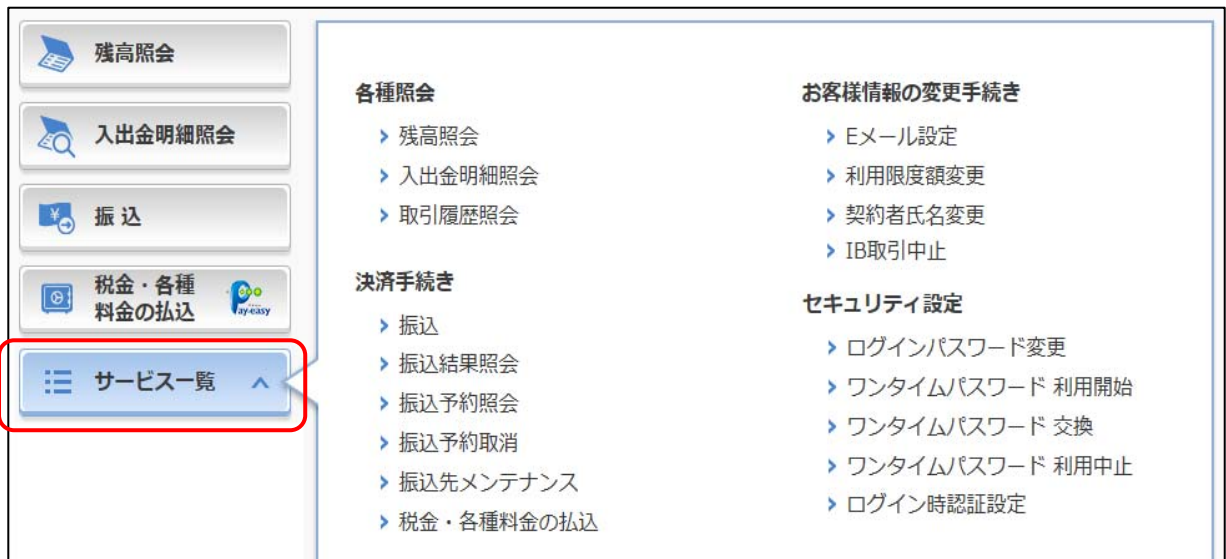 残高照会
入出金明細照会
振込
税金・各種
料金の払込
Pay-easy
サービス一覧
各種照会
残高照会
入出金明細照会
取引履歴照会
決済手続き
振込
振込結果照会
振込予約照会
振込予約取消
振込先メンテナンス
税金・各種料金の払込
お客様情報の変更手続き
Eメール設定
利用限度額変更
契約者氏名変更
IB取引中止
セキュリティ設定
ログインパスワード変更
ワンタイムパスワード 利用開始
ワンタイムパスワード 交換
ワンタイムパスワード 利用中止
ログイン時認証設定